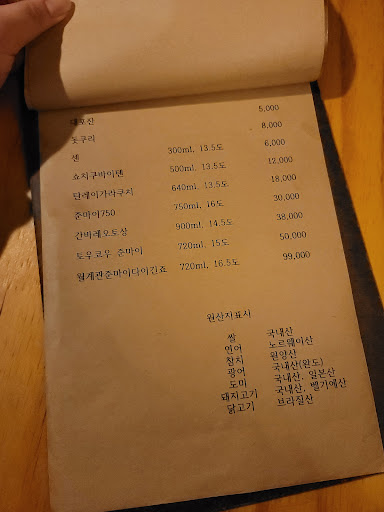 대포산 5,000
돗구리 8,000
센 300ml, 13.5도 6,000
쇼치쿠바이텐 500ml, 13.5도 12,000
단레이가라쿠지 640ml, 13.5도 18,000
준마이750 750ml, 16도 30,000
간바레오토상 900ml, 14.5도 38,000
토우코우 준마이 720ml, 15도 50,000
월계관준마이다이긴죠 720ml, 16.5도 99,000
원산지표시
쌀 국내산
연어 노르웨이산
참치 원양산
광어 국내산(완도)
도미 국내산, 일본산
돼지고기 국내산, 벨기에산
닭고기 브라질산